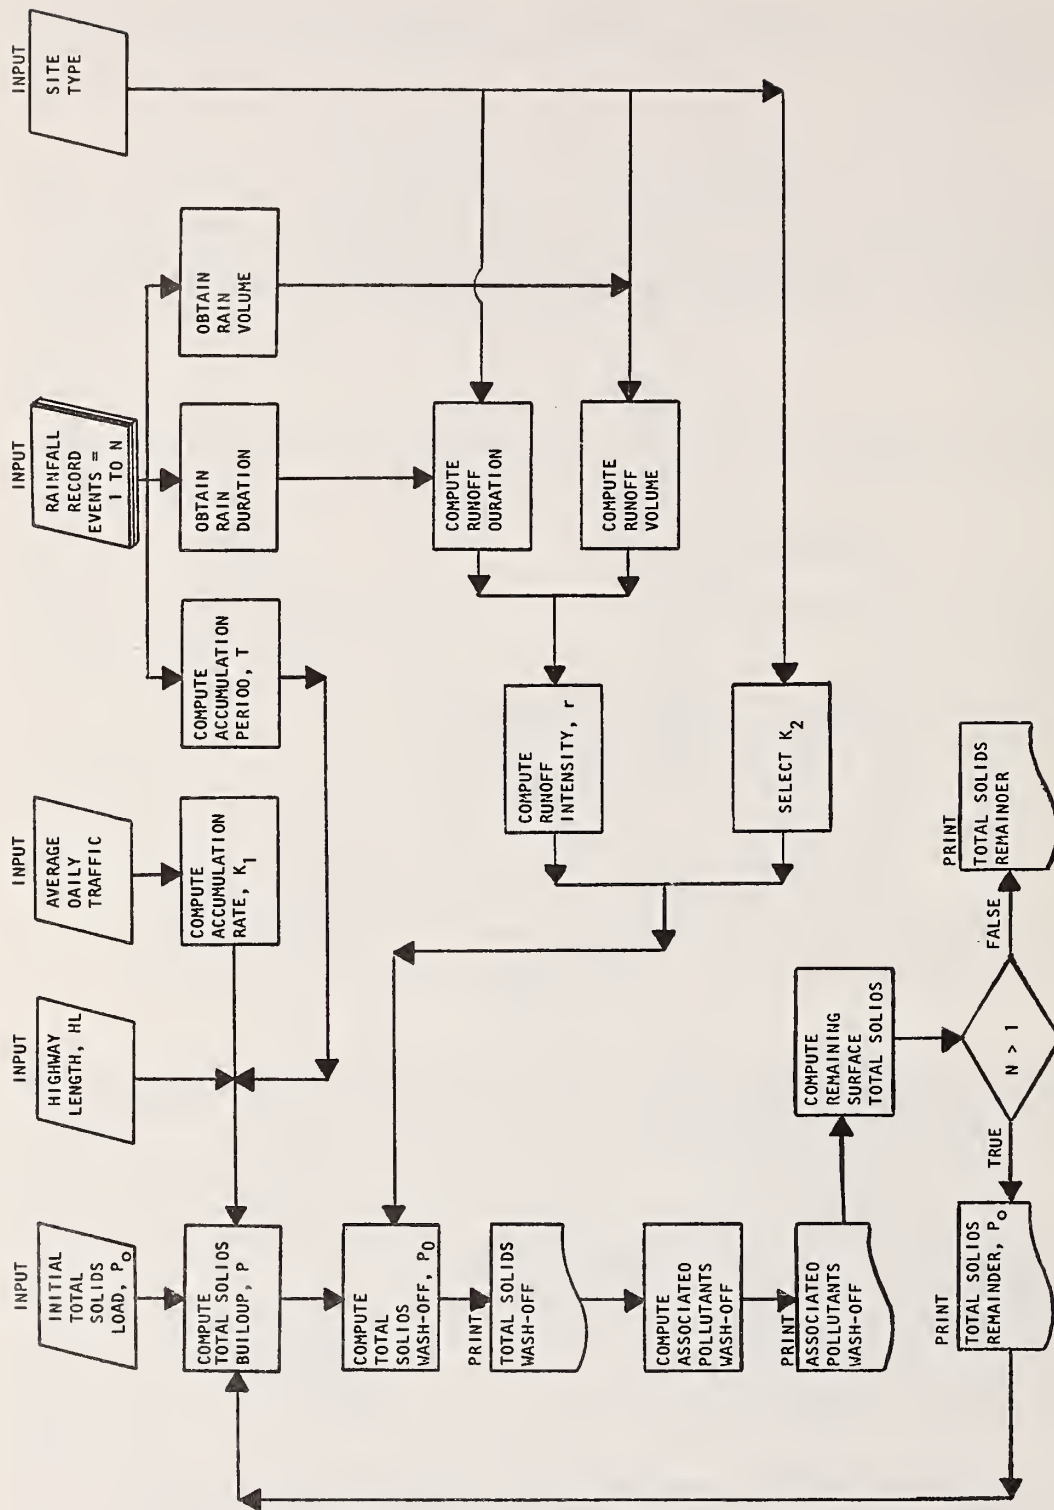 INPUT
INITIAL
TOTAL
SOLIDS
LOAD, Po
INPUT
HIGHWAY
LENGTH, HL
INPUT
AVERAGE
OAILY
TRAFFIC
INPUT
RAINFALL
RECORD
EVENTS =
1 TO N
INPUT
SITE
TYPE
COMPUTE
TOTAL SOLIOS
BUILOUP, P
COMPUTE
ACCUMULATION
RATE, K1
COMPUTE
ACCUMULATION
PERIOO, T
OBTAIN
RAIN
DURATION
OBTAIN
RAIN
VOLUME
COMPUTE
TOTAL
SOLIOS
WASH-OFF, P0
COMPUTE
RUNOFF
OURATION
PRINT
TOTAL SOLIDS
WASH-OFF
COMPUTE
RUNOFF
INTENSITY, r
COMPUTE
RUNOFF
VOLUME
COMPUTE
ASSOCIATED
POLLUTANTS
WASH-OFF
SELECT K2
PRINT
ASSOCIATEO
POLLUTANTS
WASH-OFF
COMPUTE
REMAINING
SURFACE
TOTAL SOLIOS
PRINT
TOTAL SOLIOS
REMAINDER, Po
TRUE
N > 1
FALSE
PRINT
TOTAL SOLIDS
REMAINOER